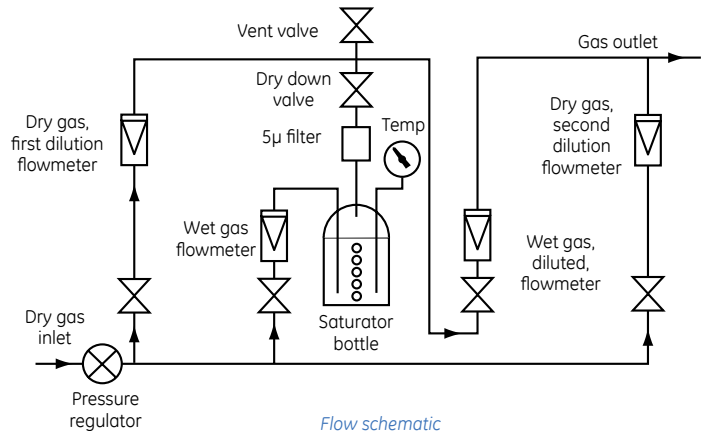 Vent valve
Gas outlet
Dry down
valve
Dry gas,
first dilution
flowmeter
5µ filter
Temp
Dry gas,
second
dilution
flowmeter
Wet gas
flowmeter
Wet gas,
diluted,
flowmeter
Dry gas
inlet
Saturator
bottle
Pressure
regulator
Flow schematic